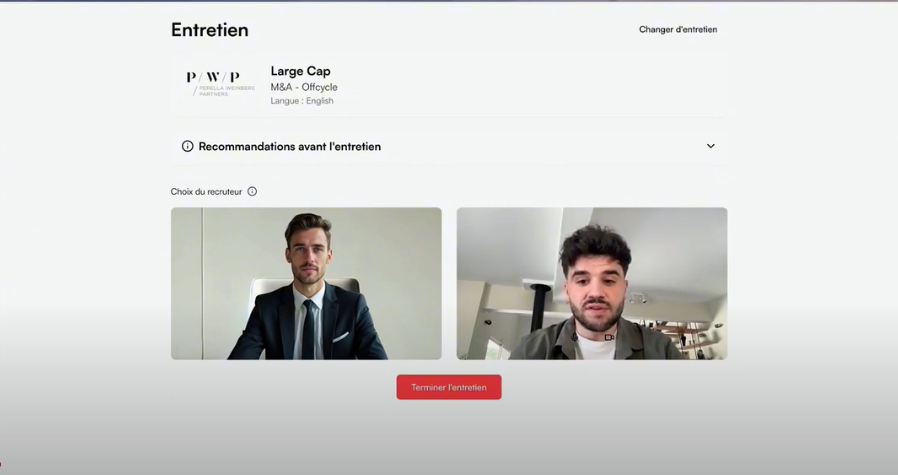 Entretien
Changer d'entretien
P/W/P
PERELLA WEINBERG
PARTNERS
Large Cap
M&A - Offcycle
Langue : English
Recommandations avant l'entretien
Choix du recruteur
Terminer l'entretien